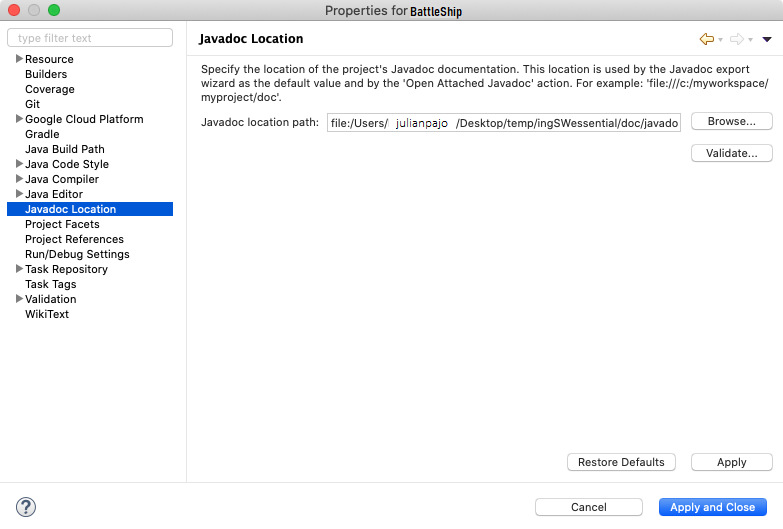 Properties for BattleShip
type filter text
Resource
Builders
Coverage
Git
Google Cloud Platform
Gradle
Java Build Path
Java Code Style
Java Compiler
Java Editor
Javadoc Location
Project Facets
Project References
Run/Debug Settings
Task Repository
Task Tags
Validation
WikiText
Javadoc Location
Specify the location of the project's Javadoc documentation. This location is used by the Javadoc export
wizard as the default value and by the 'Open Attached Javadoc' action. For example: 'file:///c:/myworkspace/
myproject/doc'.
Javadoc location path: file:/Users/ julianpajo /Desktop/temp/ingSWessential/doc/javado Browse...
Validate...
Restore Defaults Apply
? Cancel Apply and Close